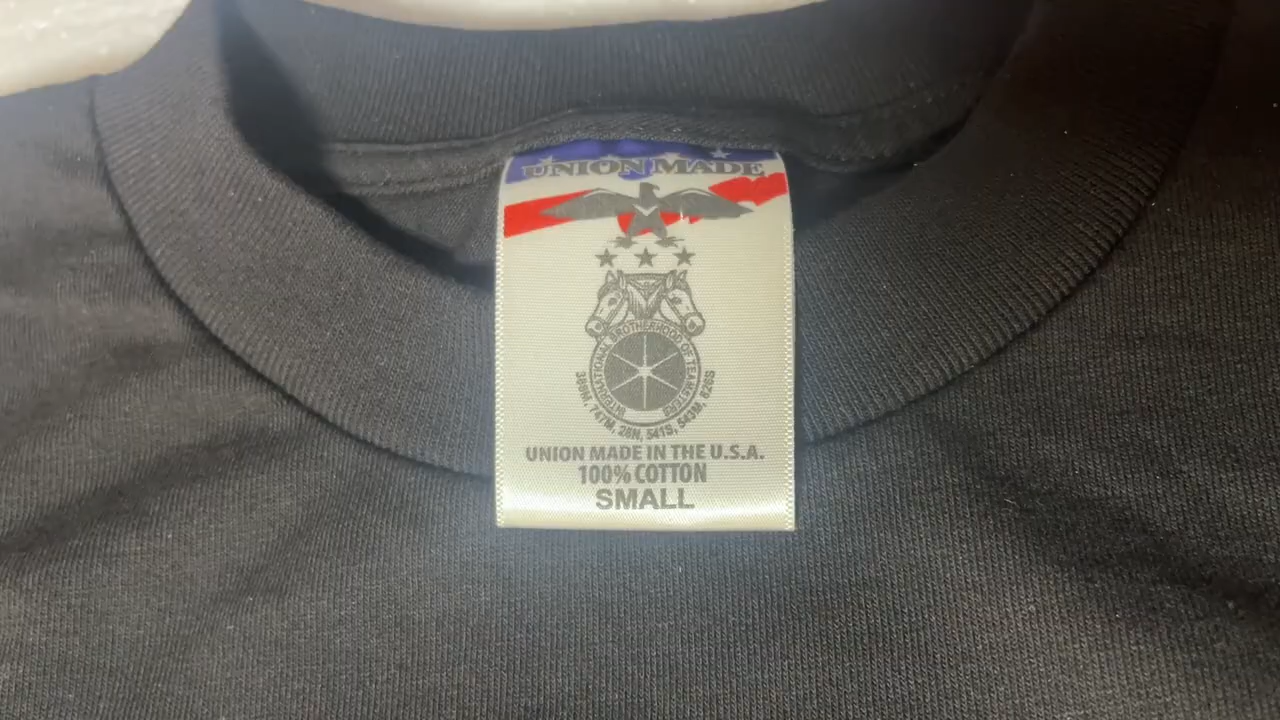 UNION MADE
INTERNATIONAL BROTHERHOOD OF TEAMSTERS
UNION MADE IN THE U.S.A.
100% COTTON
SMALL